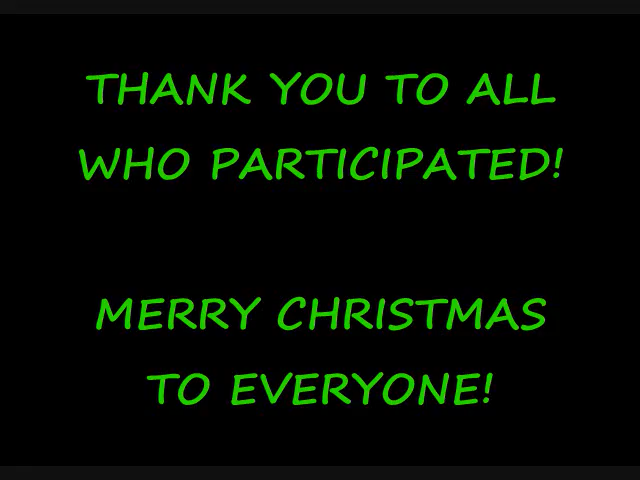 THANK YOU TO ALL
WHO PARTICIPATED!
MERRY CHRISTMAS
TO EVERYONE!